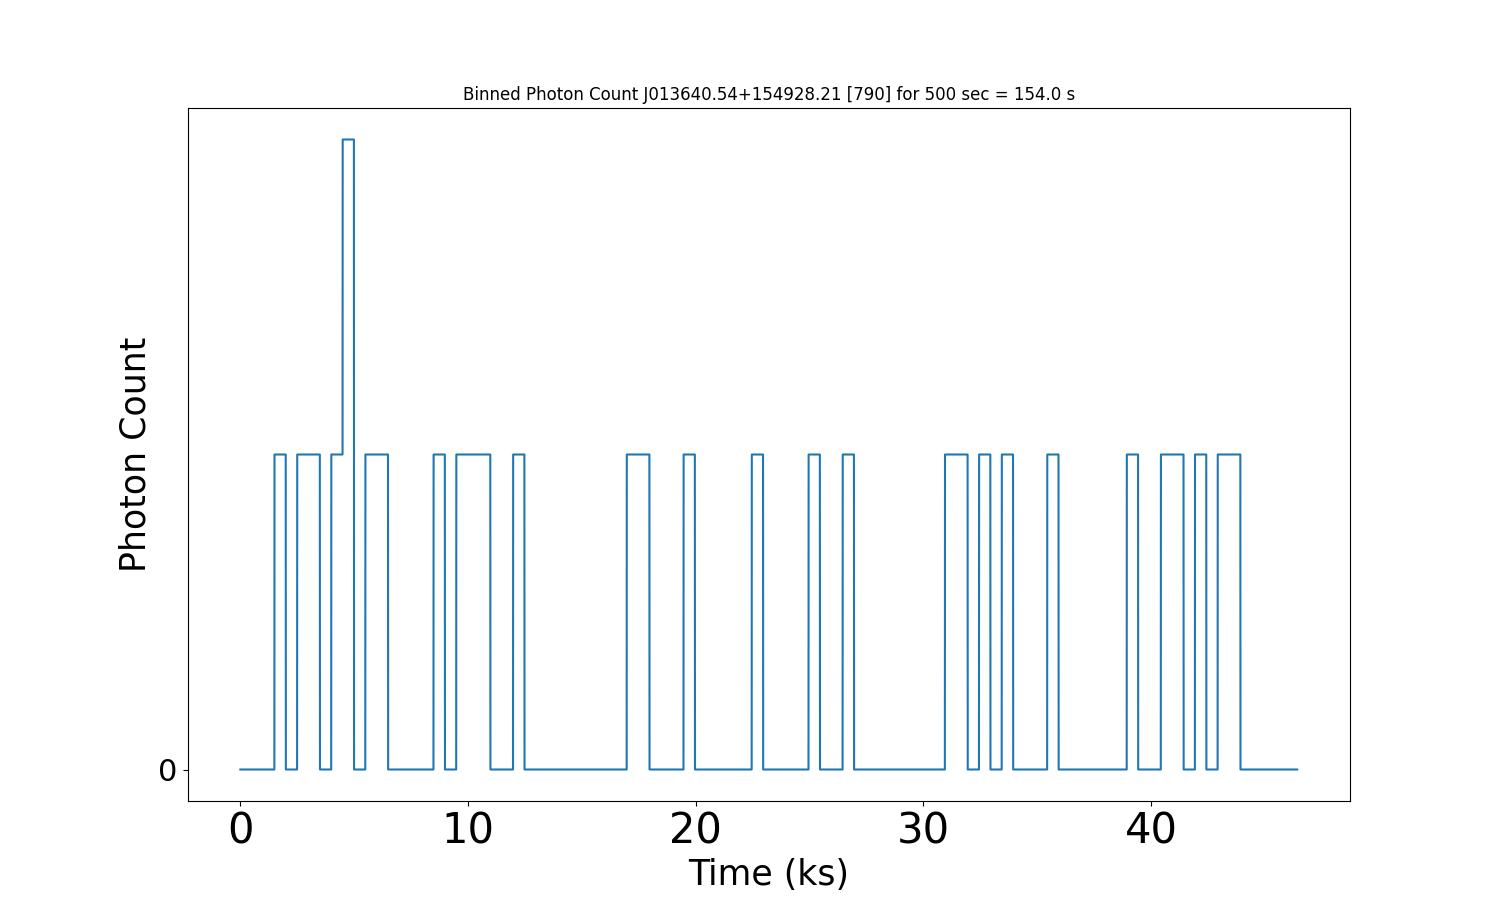 Binned Photon Count J013640.54+154928.21 [790] for 500 sec = 154.0 s
Photon Count
0
0 10 20 30 40
Time (ks)